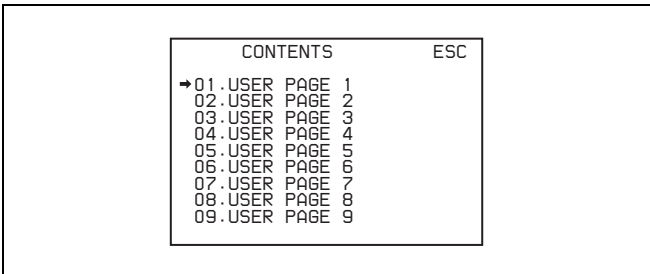 CONTENTS ESC
➡01.USER PAGE 1
02.USER PAGE 2
03.USER PAGE 3
04.USER PAGE 4
05.USER PAGE 5
06.USER PAGE 6
07.USER PAGE 7
08.USER PAGE 8
09.USER PAGE 9